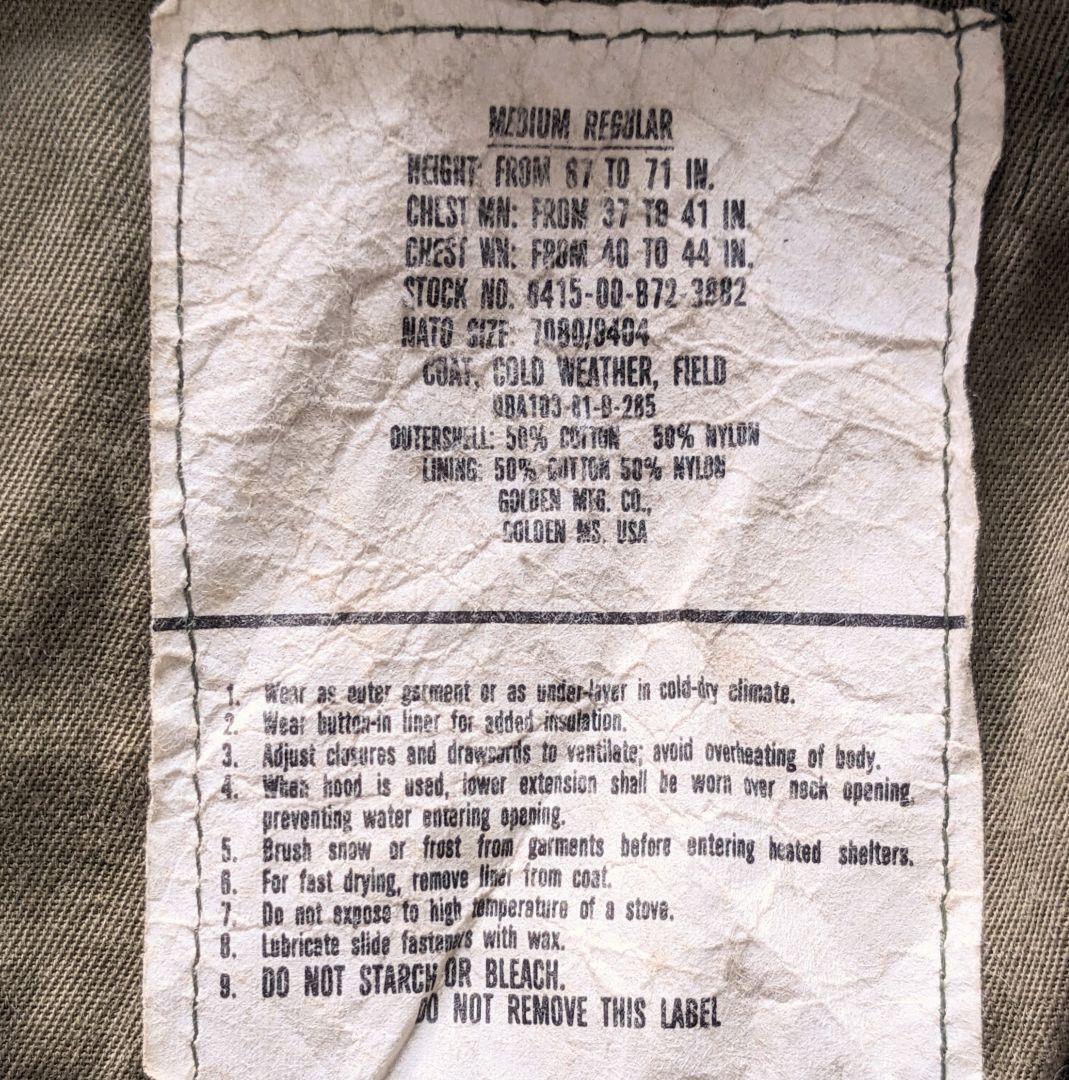 MEDIUM REGULAR
HEIGHT: FROM 67 TO 71 IN.
CHEST MN: FROM 37 TO 41 IN.
CHEST WN: FROM 40 TO 44 IN.
STOCK NO. 8415-00-872-3882
NATO SIZE: 7080/9404
COAT, COLD WEATHER, FIELD
OUTERSHELL: 50% COTTON 50% NYLON
LINING: 50% COTTON 50% NYLON
GOLDEN MFG. CO.,
GOLDEN MS. USA
1. Wear as outer garment or as under-layer in cold-dry climate.
2. Wear button-in liner for added insulation.
3. Adjust closures and drawcords to ventilate; avoid overheating of body.
4. When hood is used, lower extension shall be worn over neck opening,
preventing water entering opening.
5. Brush snow or frost from garments before entering heated shelters.
6. For fast drying, remove liner from coat.
7. Do not expose to high temperature of a stove.
8. Lubricate slide fasteners with wax.
9. DO NOT STARCH OR BLEACH.
DO NOT REMOVE THIS LABEL